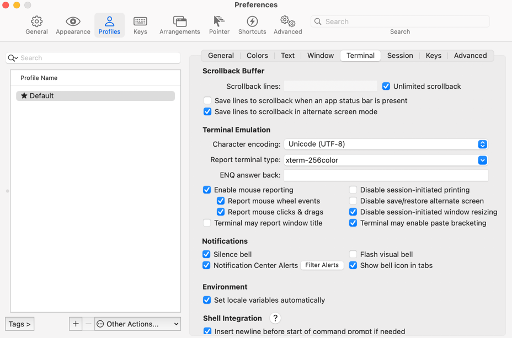 Preferences
General
Appearance
Profiles
Keys
Arrangements
Pointer
Shortcuts
Advanced
Search
Search
Search
General
Colors
Text
Window
Terminal
Session
Keys
Advanced
Profile Name
★ Default
Scrollback Buffer
Scrollback lines:
Unlimited scrollback
Save lines to scrollback when an app status bar is present
Save lines to scrollback in alternate screen mode
Terminal Emulation
Character encoding: Unicode (UTF-8)
Report terminal type: xterm-256color
ENQ answer back:
Enable mouse reporting
Disable session-initiated printing
Report mouse wheel events
Disable save/restore alternate screen
Report mouse clicks & drags
Disable session-initiated window resizing
Terminal may report window title
Terminal may enable paste bracketing
Notifications
Silence bell
Flash visual bell
Notification Center Alerts
Filter Alerts
Show bell icon in tabs
Environment
Set locale variables automatically
Shell Integration ?
Insert newline before start of command prompt if needed
Tags >
+ −
Other Actions...